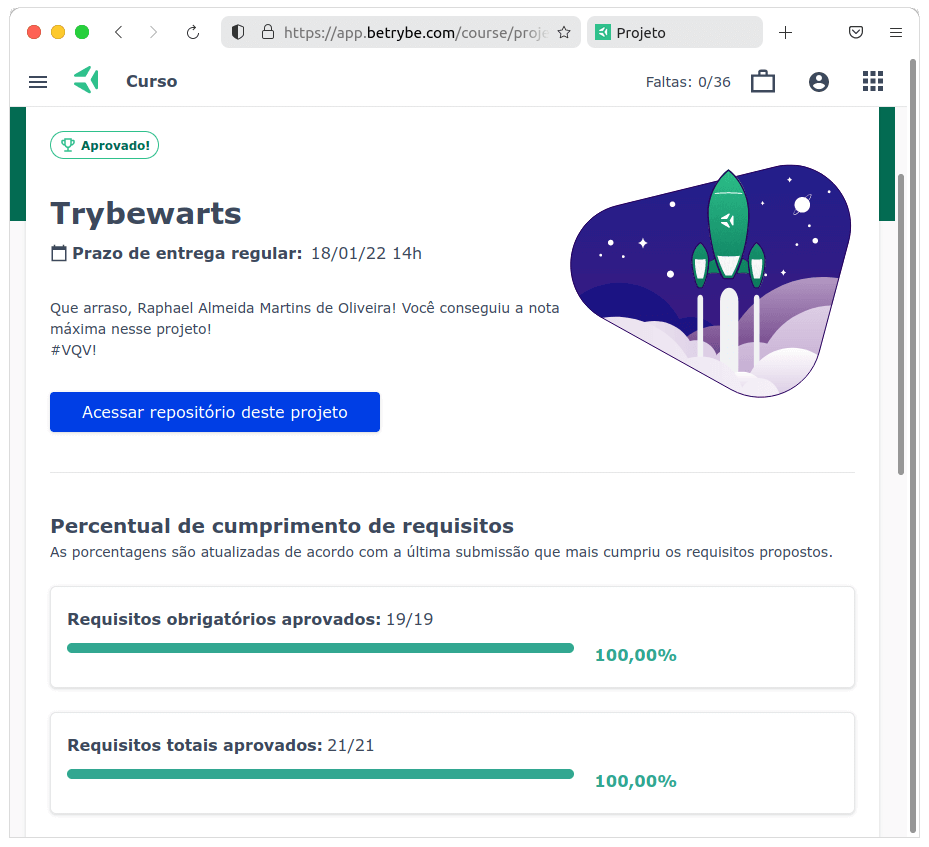 https://app.betrybe.com/course/proje
Projeto
Curso
Faltas: 0/36
Aprovado!
Trybewarts
Prazo de entrega regular: 18/01/22 14h
Que arraso, Raphael Almeida Martins de Oliveira! Você conseguiu a nota
máxima nesse projeto!
#VQV!
Acessar repositório deste projeto
Percentual de cumprimento de requisitos
As porcentagens são atualizadas de acordo com a última submissão que mais cumpriu os requisitos propostos.
Requisitos obrigatórios aprovados: 19/19
100,00%
Requisitos totais aprovados: 21/21
100,00%